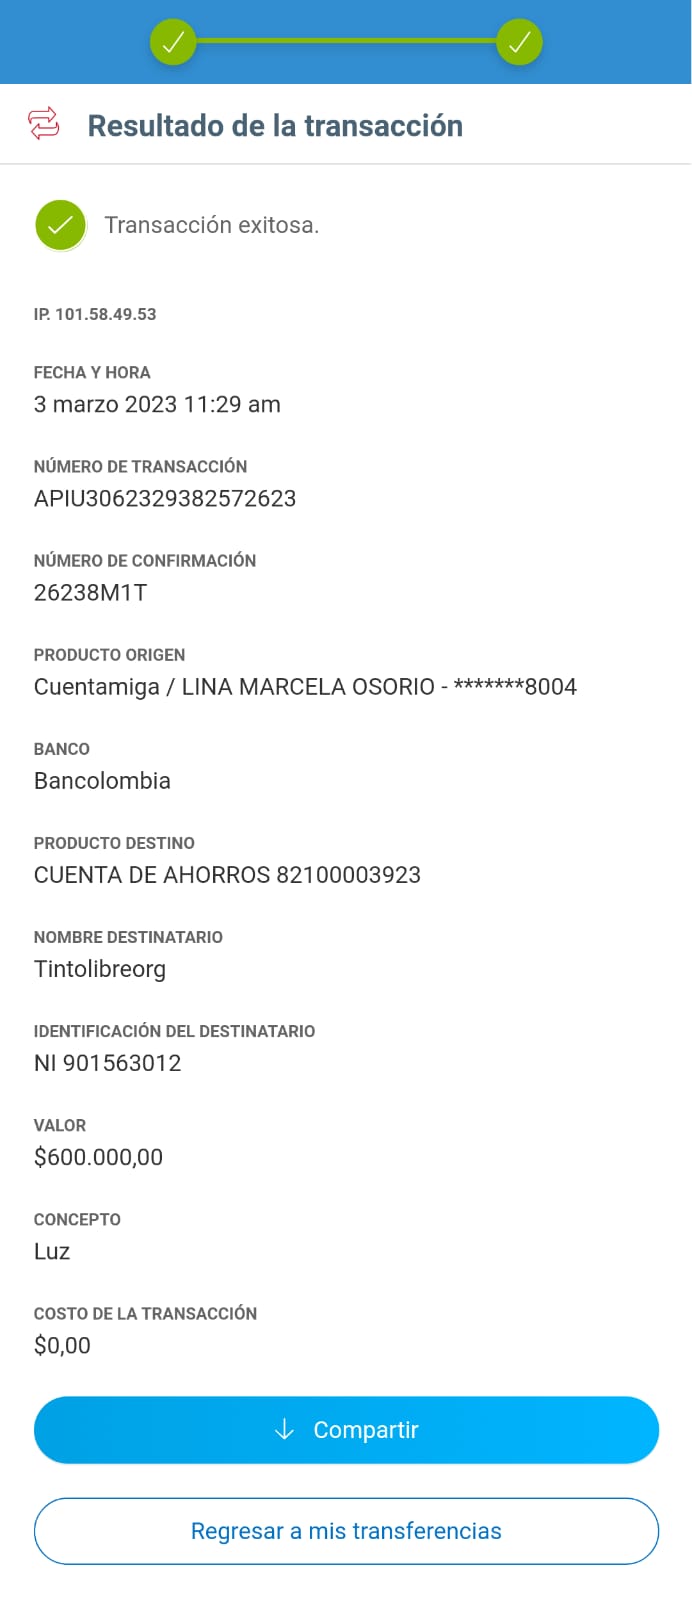 Resultado de la transacción
Transacción exitosa.
IP. 101.58.49.53
FECHA Y HORA
3 marzo 2023 11:29 am
NÚMERO DE TRANSACCIÓN
APIU3062329382572623
NÚMERO DE CONFIRMACIÓN
26238M1T
PRODUCTO ORIGEN
Cuentamiga / LINA MARCELA OSORIO - *******8004
BANCO
Bancolombia
PRODUCTO DESTINO
CUENTA DE AHORROS 82100003923
NOMBRE DESTINATARIO
Tintolibreorg
IDENTIFICACIÓN DEL DESTINATARIO
NI 901563012
VALOR
$600.000,00
CONCEPTO
Luz
COSTO DE LA TRANSACCIÓN
$0,00
Compartir
Regresar a mis transferencias